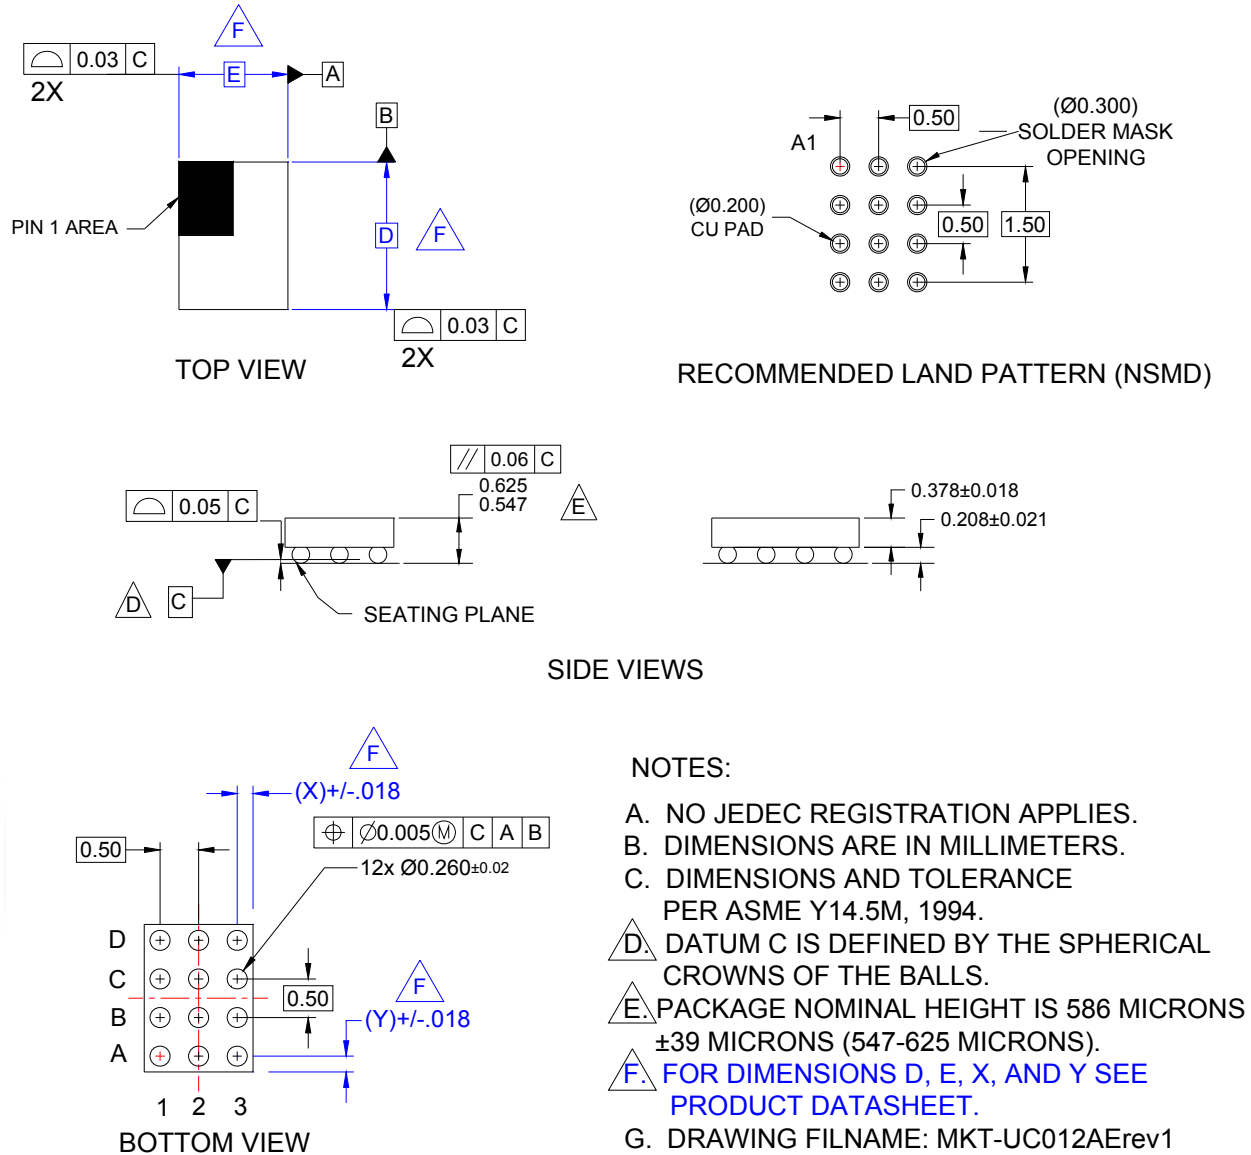 F
0.03 C
2X
E
A
B
PIN 1 AREA
D
F
0.03 C
2X
TOP VIEW
(Ø0.300)
SOLDER MASK
OPENING
0.50
A1
(Ø0.200)
CU PAD
0.50
1.50
RECOMMENDED LAND PATTERN (NSMD)
// 0.06 C
0.625
0.547
E
0.05 C
D
C
SEATING PLANE
0.378±0.018
0.208±0.021
SIDE VIEWS
F
(X)+/-.018
⌖ Ø0.005Ⓜ C A B
12x Ø0.260±0.02
0.50
D
C
B
A
0.50
F
(Y)+/-.018
1 2 3
BOTTOM VIEW
NOTES:
A. NO JEDEC REGISTRATION APPLIES.
B. DIMENSIONS ARE IN MILLIMETERS.
C. DIMENSIONS AND TOLERANCE
PER ASME Y14.5M, 1994.
D. DATUM C IS DEFINED BY THE SPHERICAL
CROWNS OF THE BALLS.
E. PACKAGE NOMINAL HEIGHT IS 586 MICRONS
±39 MICRONS (547-625 MICRONS).
F. FOR DIMENSIONS D, E, X, AND Y SEE
PRODUCT DATASHEET.
G. DRAWING FILNAME: MKT-UC012AErev1